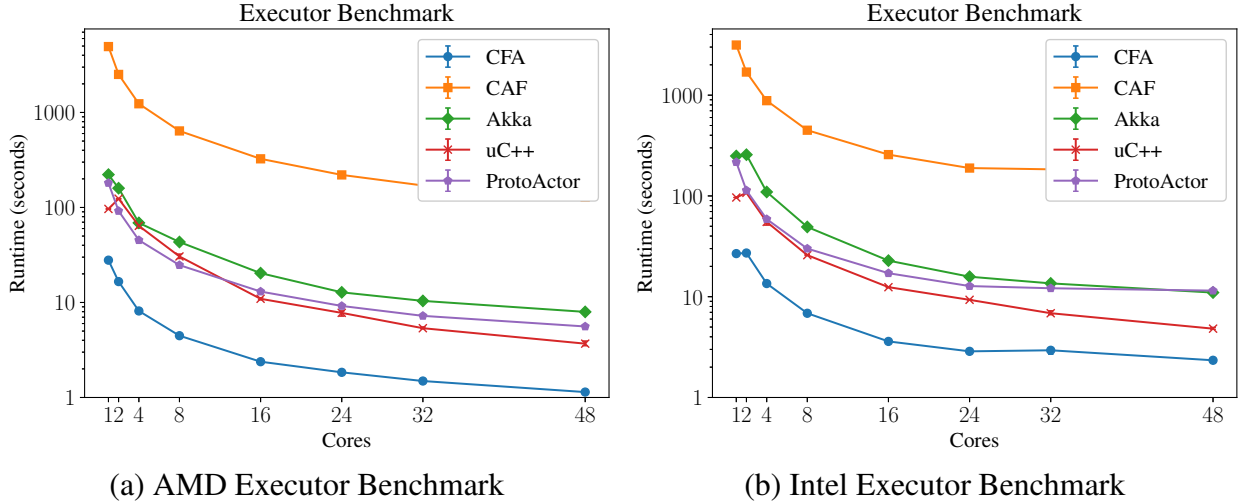 Executor Benchmark
1000
100
10
1
Runtime (seconds)
CFA
CAF
Akka
uC++
ProtoActor
1 2 4 8 16 24 32 48
Cores
(a) AMD Executor Benchmark
Executor Benchmark
1000
100
10
1
Runtime (seconds)
CFA
CAF
Akka
uC++
ProtoActor
1 2 4 8 16 24 32 48
Cores
(b) Intel Executor Benchmark